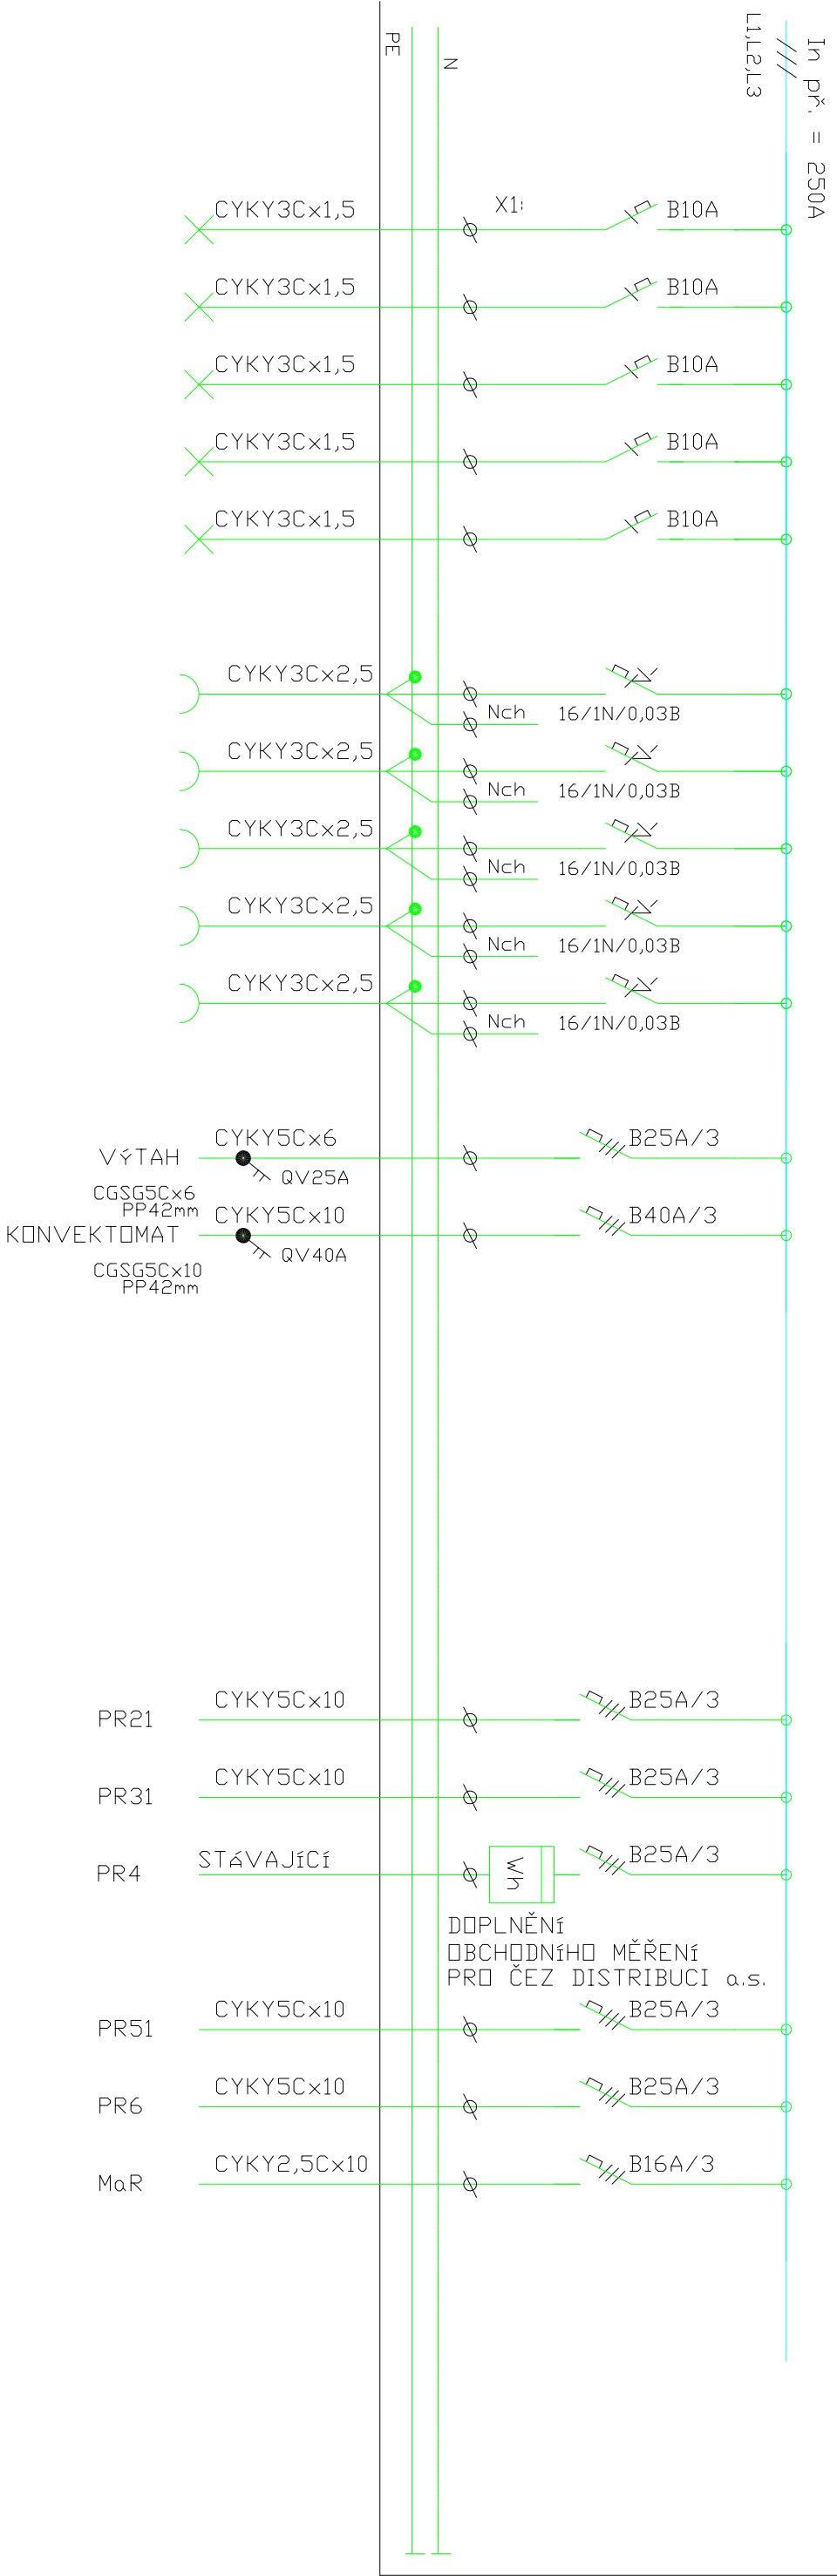 In př. = 250A
L1,L2,L3
PE
N
X1:
CYKY3Cx1,5
B10A
CYKY3Cx1,5
B10A
CYKY3Cx1,5
B10A
CYKY3Cx1,5
B10A
CYKY3Cx1,5
B10A
CYKY3Cx2,5
Nch
16/1N/0,03B
CYKY3Cx2,5
Nch
16/1N/0,03B
CYKY3Cx2,5
Nch
16/1N/0,03B
CYKY3Cx2,5
Nch
16/1N/0,03B
CYKY3Cx2,5
Nch
16/1N/0,03B
VÝTAH
CYKY5Cx6
QV25A
B25A/3
CGSG5Cx6
PP42mm
KONVEKTOMAT
CYKY5Cx10
QV40A
B40A/3
CGSG5Cx10
PP42mm
PR21
CYKY5Cx10
B25A/3
PR31
CYKY5Cx10
B25A/3
PR4
STÁVAJÍCÍ
Wh
B25A/3
DOPLNĚNÍ
OBCHODNÍHO MĚŘENÍ
PRO ČEZ DISTRIBUCI a.s.
PR51
CYKY5Cx10
B25A/3
PR6
CYKY5Cx10
B25A/3
MaR
CYKY2,5Cx10
B16A/3